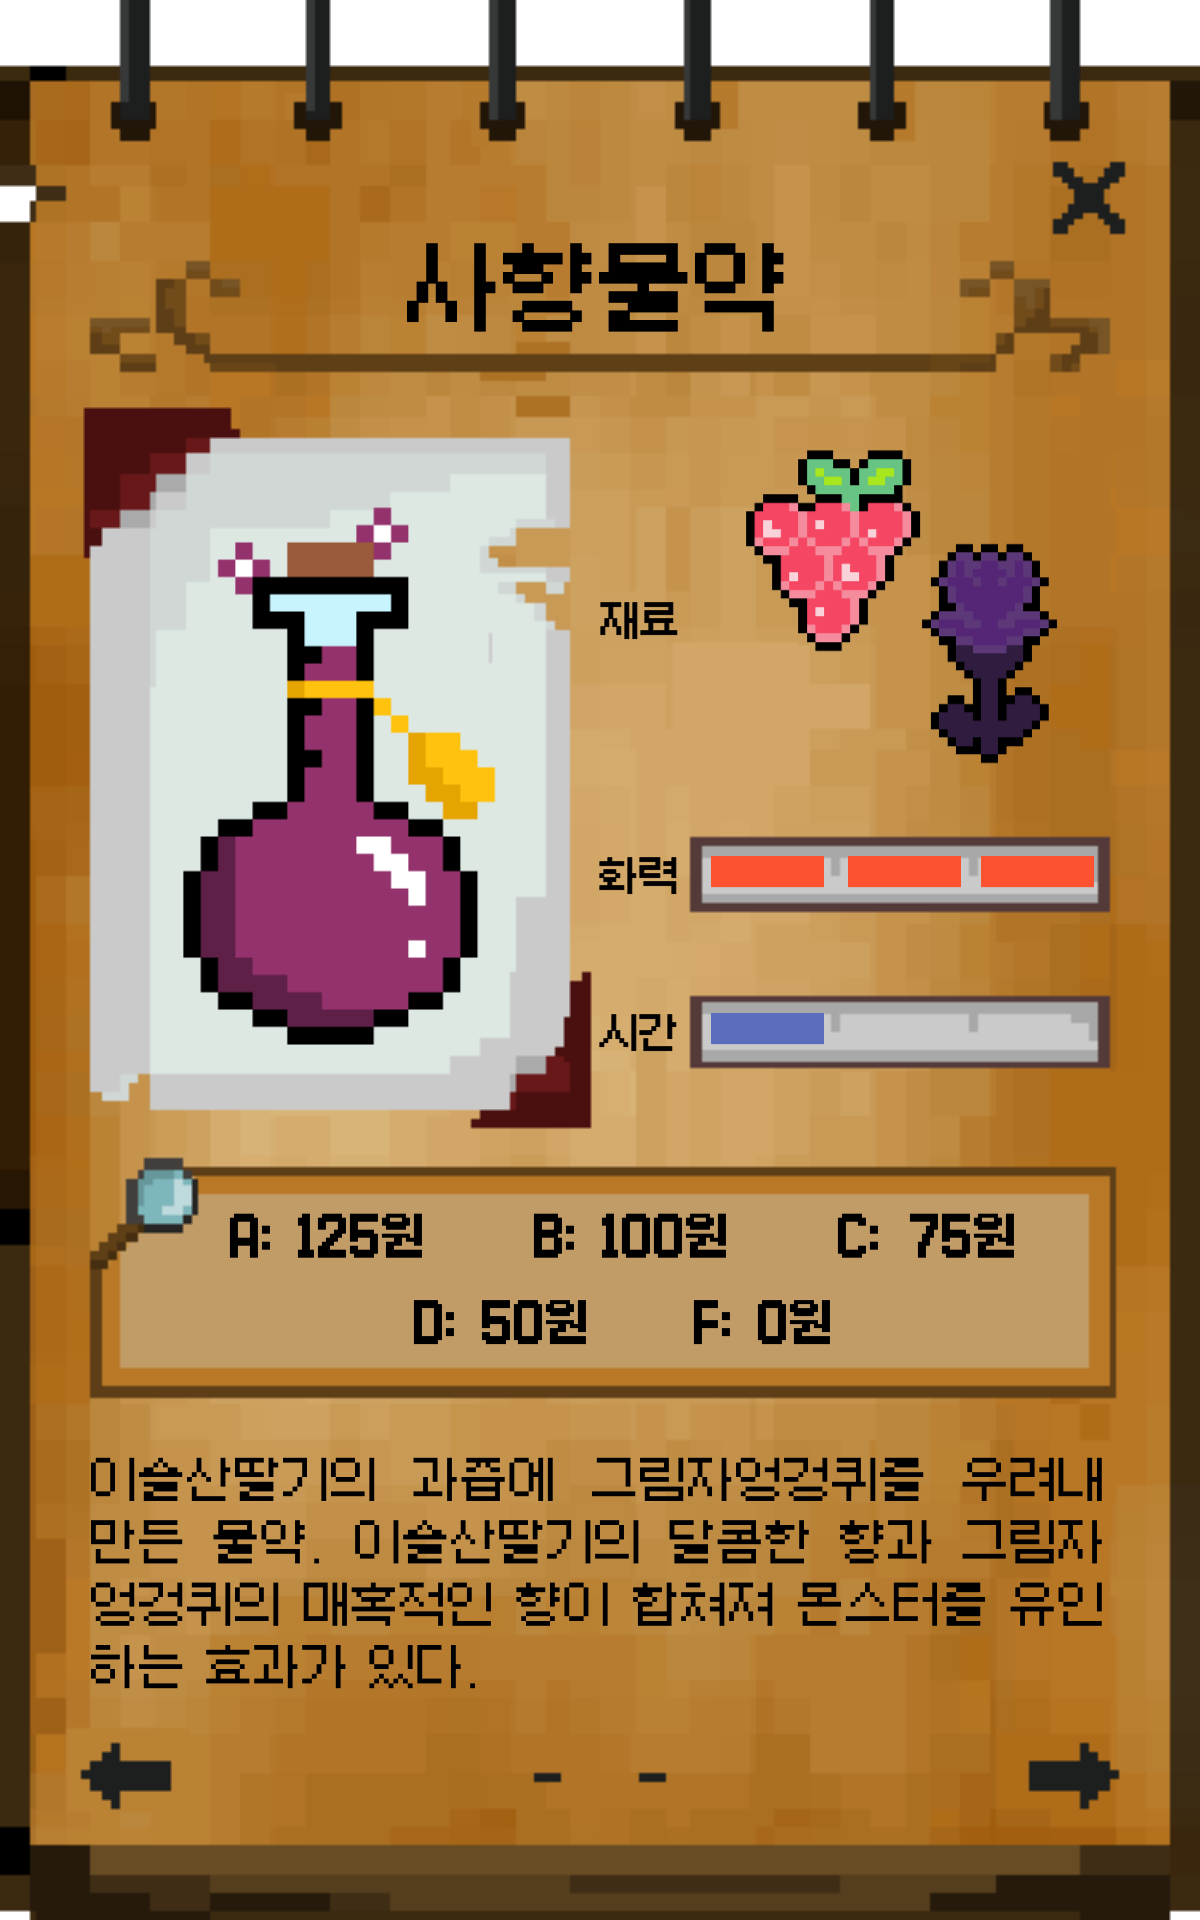 사향물약
재료
화력
시간
A: 125원 B: 100원 C: 75원
D: 50원 F: 0원
이슬산딸기의 과즙에 그림자엉겅퀴를 우려내
만든 물약. 이슬산딸기의 달콤한 향과 그림자
엉겅퀴의 매혹적인 향이 합쳐져 몬스터를 유인
하는 효과가 있다.
- -